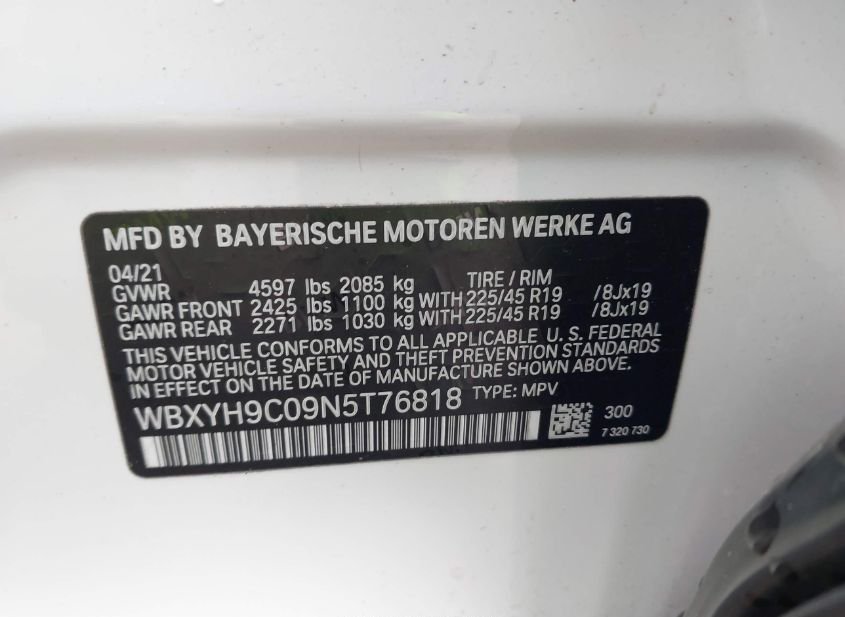 MFD BY BAYERISCHE MOTOREN WERKE AG
04/21 TIRE / RIM
GVWR 4597 lbs 2085 kg
GAWR FRONT 2425 lbs 1100 kg WITH 225/45 R19 /8Jx19
GAWR REAR 2271 lbs 1030 kg WITH 225/45 R19 /8Jx19
THIS VEHICLE CONFORMS TO ALL APPLICABLE U. S. FEDERAL
MOTOR VEHICLE SAFETY AND THEFT PREVENTION STANDARDS
IN EFFECT ON THE DATE OF MANUFACTURE SHOWN ABOVE.
WBXYH9C09N5T76818 TYPE: MPV
300
7 320 730